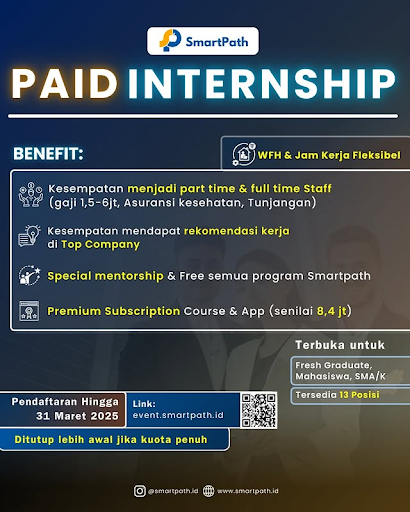 SmartPath
PAID INTERNSHIP
BENEFIT:
WFH & Jam Kerja Fleksibel
Kesempatan menjadi part time & full time Staff
(gaji 1,5-6jt, Asuransi kesehatan, Tunjangan)
Kesempatan mendapat rekomendasi kerja
di Top Company
Special mentorship & Free semua program Smartpath
Premium Subscription Course & App (senilai 8,4 jt)
Terbuka untuk
Fresh Graduate,
Mahasiswa, SMA/K
Tersedia 13 Posisi
Pendaftaran Hingga
31 Maret 2025
Link:
event.smartpath.id
Ditutup lebih awal jika kuota penuh
@smartpath.id
www.smartpath.id